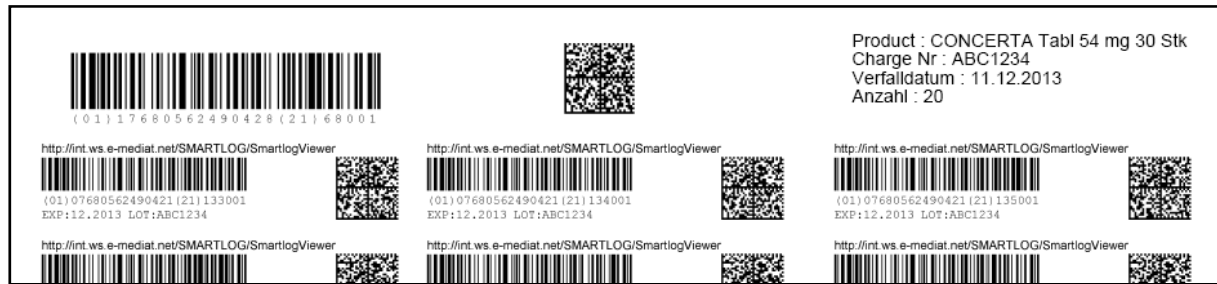 Product : CONCERTA Tabl 54 mg 30 Stk
Charge Nr : ABC1234
Verfalldatum : 11.12.2013
Anzahl : 20
(01)17680562490428(21)68001
http://int.ws.e-mediat.net/SMARTLOG/SmartlogViewer
(01)07680562490421(21)133001
EXP:12.2013 LOT:ABC1234
http://int.ws.e-mediat.net/SMARTLOG/SmartlogViewer
(01)07680562490421(21)134001
EXP:12.2013 LOT:ABC1234
http://int.ws.e-mediat.net/SMARTLOG/SmartlogViewer
(01)07680562490421(21)135001
EXP:12.2013 LOT:ABC1234
http://int.ws.e-mediat.net/SMARTLOG/SmartlogViewer
http://int.ws.e-mediat.net/SMARTLOG/SmartlogViewer
http://int.ws.e-mediat.net/SMARTLOG/SmartlogViewer